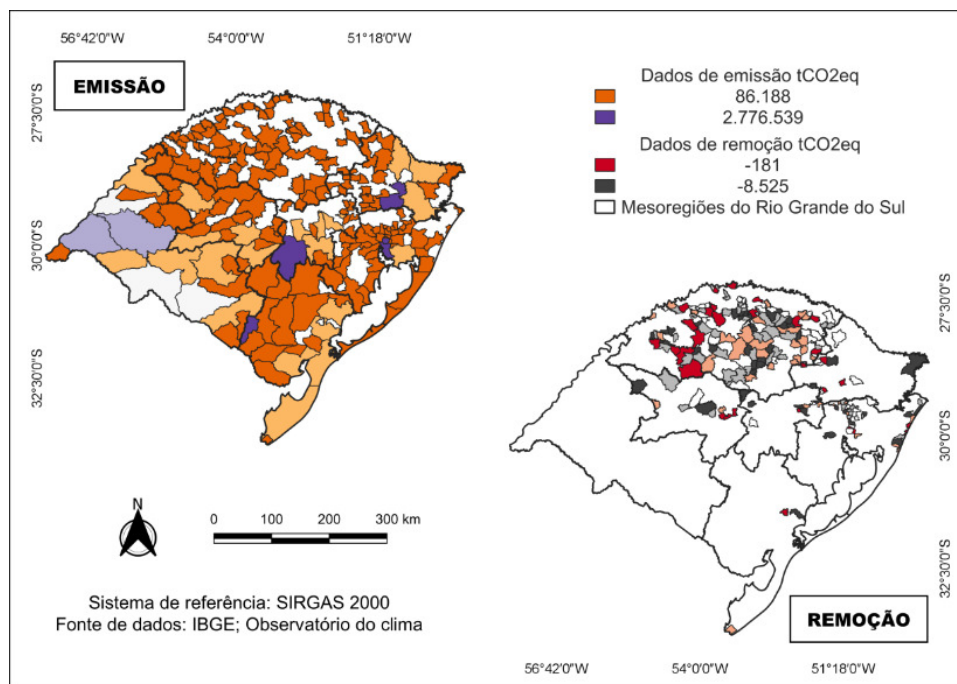 56°42'0"W 54°0'0"W 51°18'0"W
EMISSÃO
27°30'0"S
30°0'0"S
32°30'0"S
Dados de emissão tCO2eq
86.188
2.776.539
Dados de remoção tCO2eq
-181
-8.525
Mesoregiões do Rio Grande do Sul
N
0 100 200 300 km
Sistema de referência: SIRGAS 2000
Fonte de dados: IBGE; Observatório do clima
27°30'0"S
30°0'0"S
32°30'0"S
REMOÇÃO
56°42'0"W 54°0'0"W 51°18'0"W